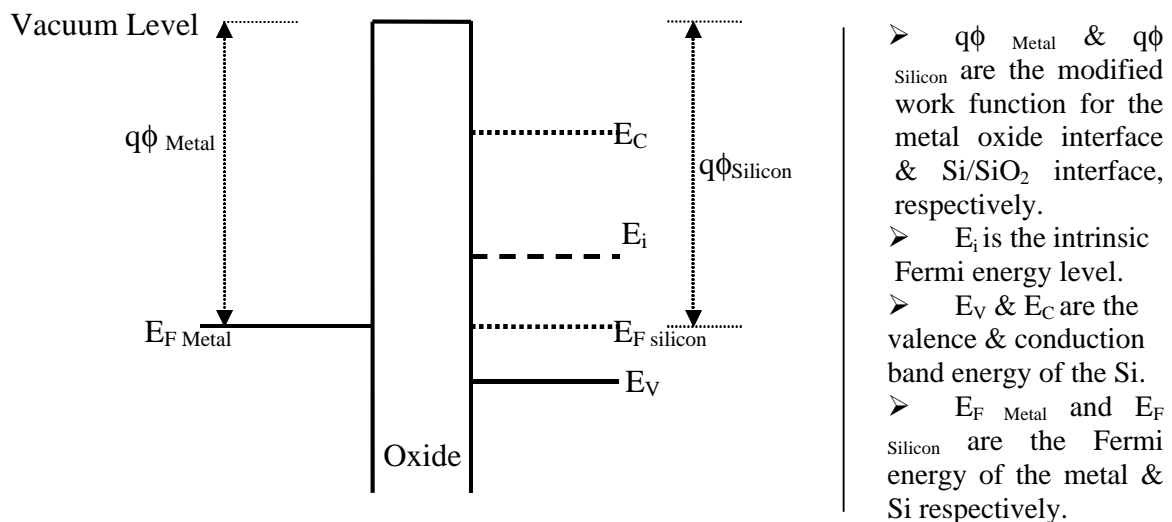 Vacuum Level
qϕ Metal
E_C
qϕ_Silicon
E_i
E_F Metal
E_F silicon
E_V
Oxide
➢ qϕ Metal & qϕ
Silicon are the modified
work function for the
metal oxide interface
& Si/SiO₂ interface,
respectively.
➢ E_i is the intrinsic
Fermi energy level.
➢ E_V & E_C are the
valence & conduction
band energy of the Si.
➢ E_F Metal and E_F
Silicon are the Fermi
energy of the metal &
Si respectively.